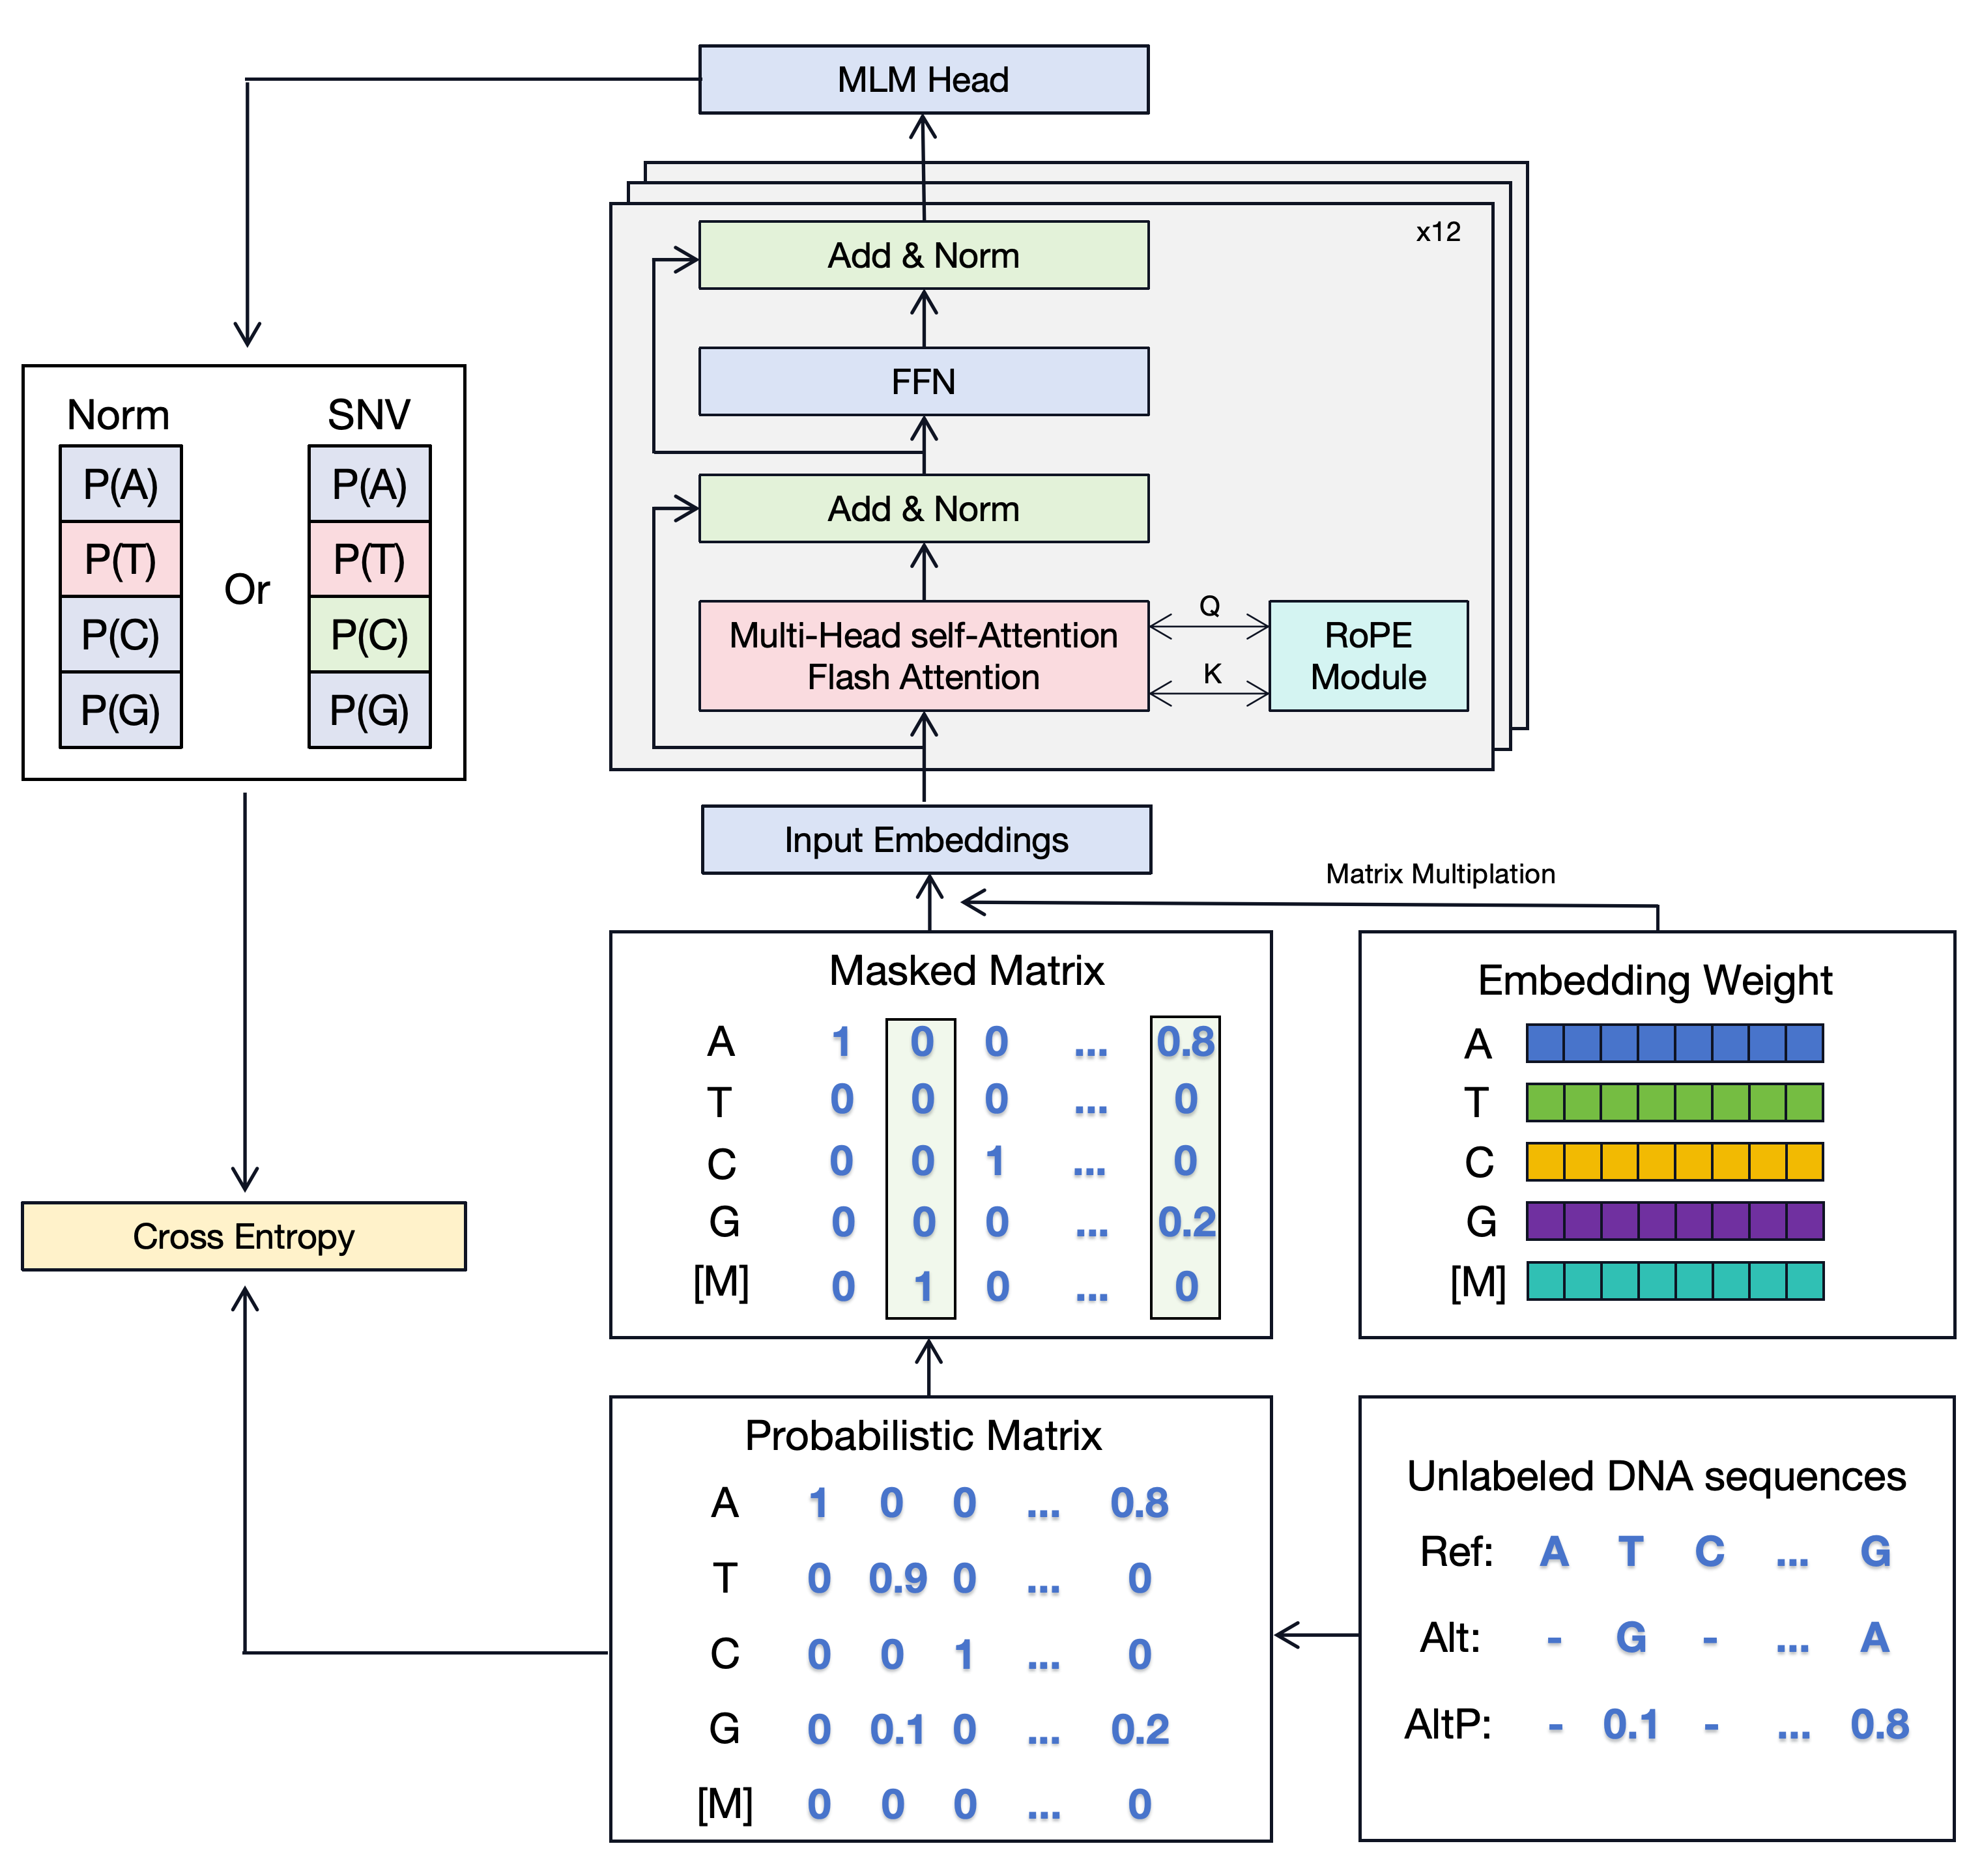 MLM Head
x12
Add & Norm
FFN
Add & Norm
Multi-Head self-Attention
Flash Attention
Q
K
RoPE
Module
Norm
SNV
P(A)
P(A)
P(T)
P(T)
Or
P(C)
P(C)
P(G)
P(G)
Input Embeddings
Matrix Multiplation
Masked Matrix
A 1 0 0 ... 0.8
T 0 0 0 ... 0
C 0 0 1 ... 0
G 0 0 0 ... 0.2
[M] 0 1 0 ... 0
Embedding Weight
A
T
C
G
[M]
Cross Entropy
Probabilistic Matrix
A 1 0 0 ... 0.8
T 0 0.9 0 ... 0
C 0 0 1 ... 0
G 0 0.1 0 ... 0.2
[M] 0 0 0 ... 0
Unlabeled DNA sequences
Ref: A T C ... G
Alt: - G - ... A
AltP: - 0.1 - ... 0.8